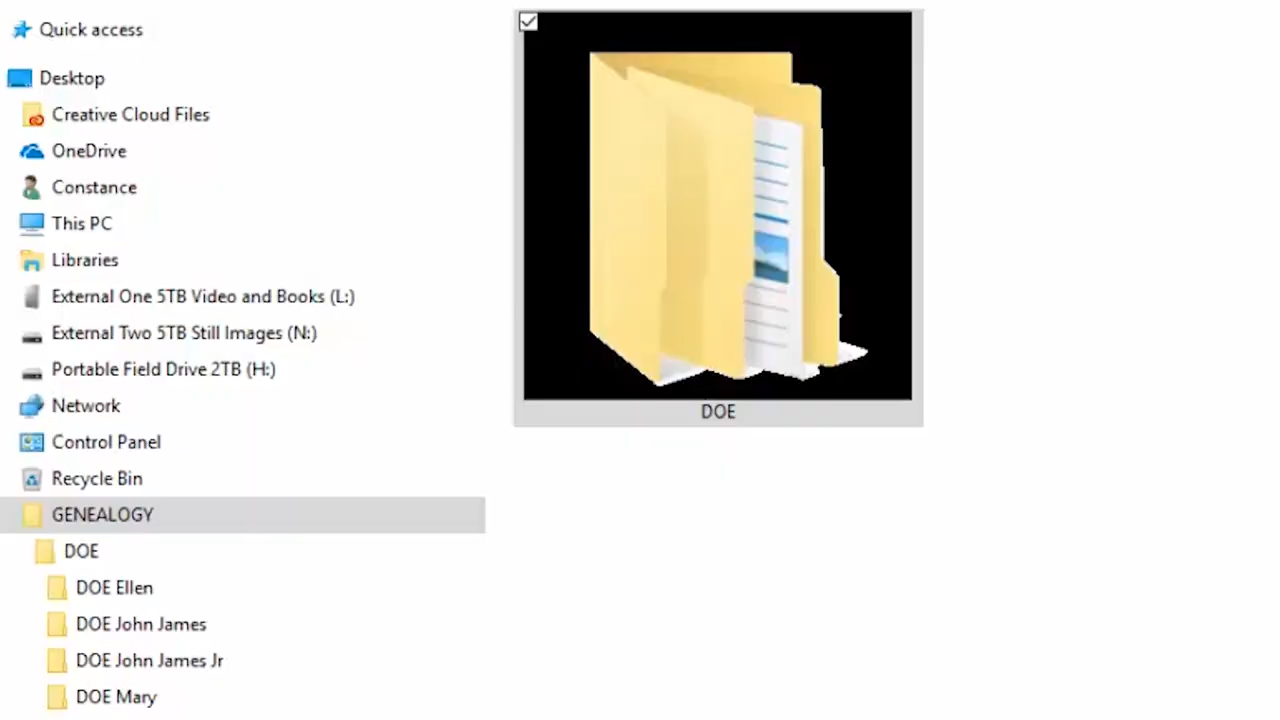 Quick access
Desktop
Creative Cloud Files
OneDrive
Constance
This PC
Libraries
External One 5TB Video and Books (L:)
External Two 5TB Still Images (N:)
Portable Field Drive 2TB (H:)
Network
Control Panel
Recycle Bin
GENEALOGY
DOE
DOE Ellen
DOE John James
DOE John James Jr
DOE Mary
DOE